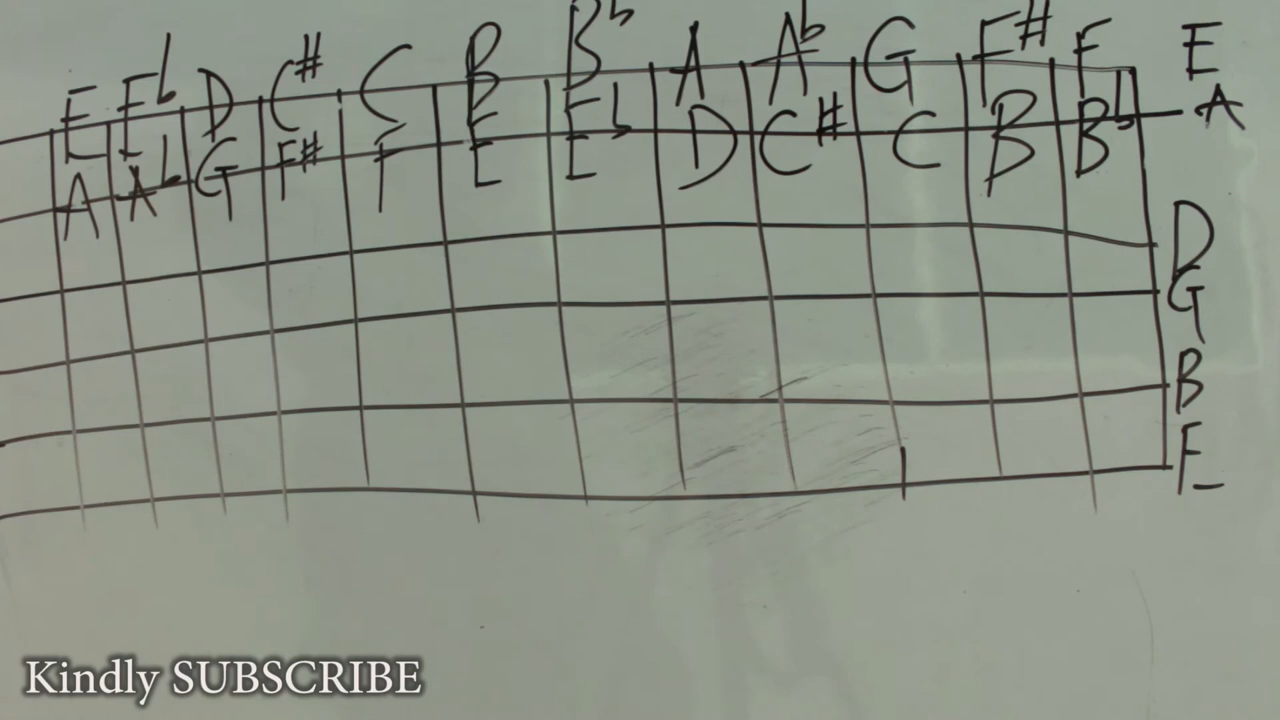 E E♭ D C# C B B♭ A A♭ G F# F E
A A♭ G F# F E E♭ D C# C B B♭ A
D
G
B
E
Kindly SUBSCRIBE